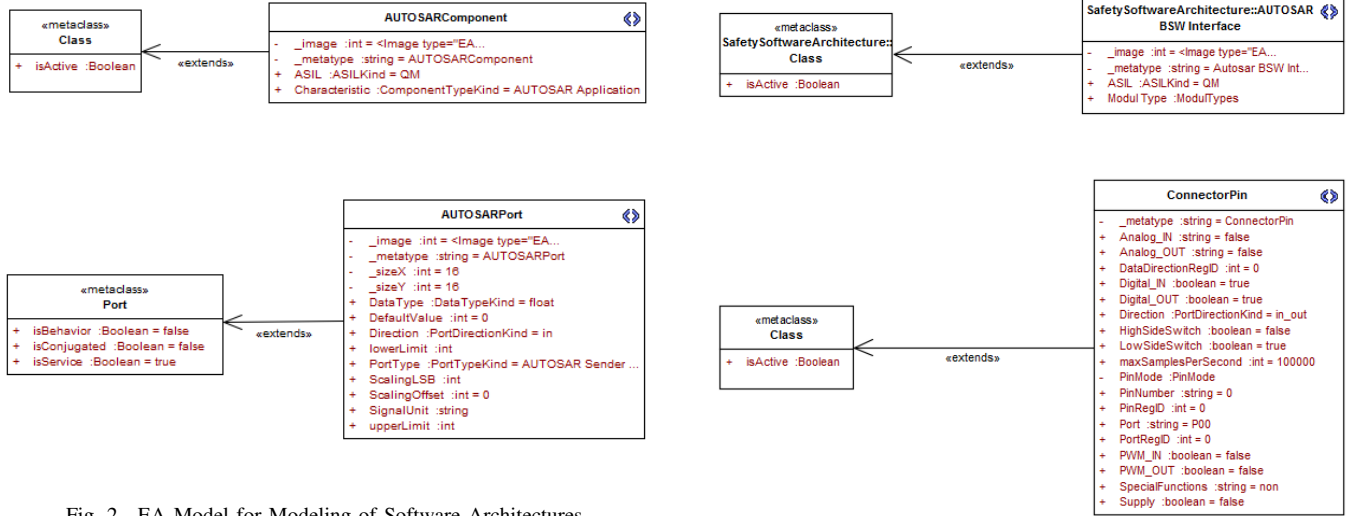 «metaclass»
Class
+ isActive :Boolean
«extends»
AUTOSARComponent
- _image :int = <Image type="EA...
- _metatype :string = AUTOSARComponent
+ ASIL :ASILKind = QM
+ Characteristic :ComponentTypeKind = AUTOSAR Application
«metaclass»
SafetySoftwareArchitecture::
Class
+ isActive :Boolean
«extends»
SafetySoftwareArchitecture::AUTOSAR
BSW Interface
- _image :int = <Image type="EA...
- _metatype :string = Autosar BSW Int...
+ ASIL :ASILKind = QM
+ Modul Type :ModulTypes
«metaclass»
Port
+ isBehavior :Boolean = false
+ isConjugated :Boolean = false
+ isService :Boolean = true
«extends»
AUTOSARPort
- _image :int = <Image type="EA...
- _metatype :string = AUTOSARPort
- _sizeX :int = 16
- _sizeY :int = 16
+ DataType :DataTypeKind = float
+ DefaultValue :int = 0
+ Direction :PortDirectionKind = in
+ lowerLimit :int
+ PortType :PortTypeKind = AUTOSAR Sender ...
+ ScalingLSB :int
+ ScalingOffset :int = 0
+ SignalUnit :string
+ upperLimit :int
«metaclass»
Class
+ isActive :Boolean
«extends»
ConnectorPin
- _metatype :string = ConnectorPin
+ Analog_IN :string = false
+ Analog_OUT :string = false
+ DataDirectionRegID :int = 0
+ Digital_IN :boolean = true
+ Digital_OUT :boolean = true
+ Direction :PortDirectionKind = in_out
+ HighSideSwitch :boolean = false
+ LowSideSwitch :boolean = true
+ maxSamplesPerSecond :int = 100000
- PinMode :PinMode
+ PinNumber :string = 0
+ PinRegID :int = 0
+ Port :string = P00
+ PortRegID :int = 0
+ PWM_IN :boolean = false
+ PWM_OUT :boolean = false
+ SpecialFunctions :string = non
+ Supply :boolean = false
Fig. 2. EA Model for Modeling of Software Architectures